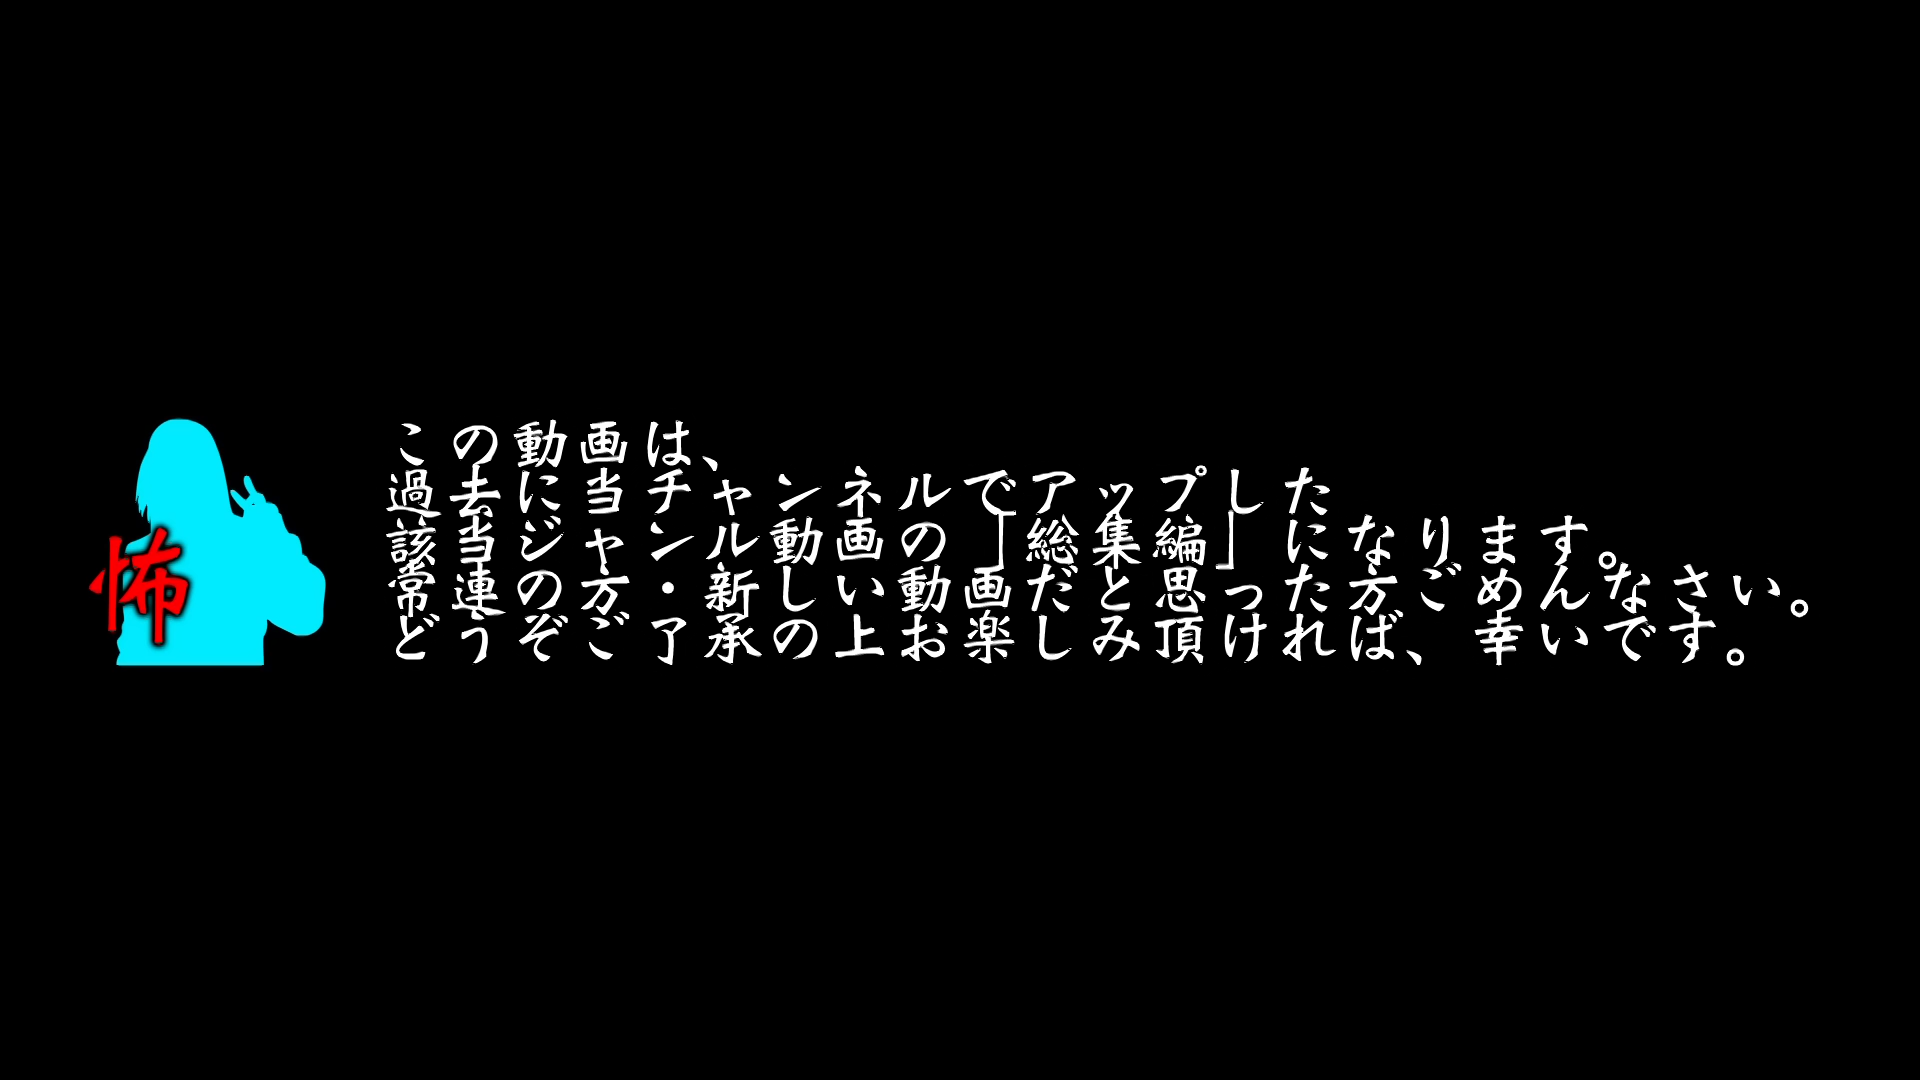 怖
この動画は、
過去に当チャンネルでアップした
該当ジャンル動画の「総集編」になります。
常連の方・新しい動画だと思った方ごめんなさい。
どうぞご了承の上お楽しみ頂ければ、幸いです。